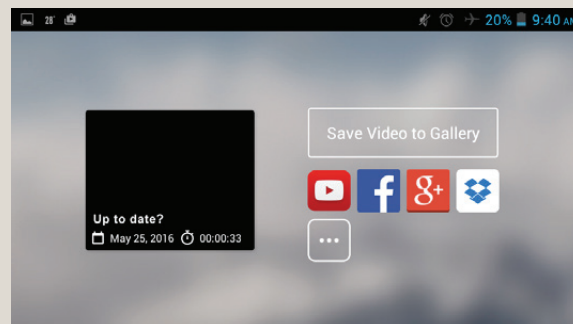 28°
20% 9:40 AM
Save Video to Gallery
Up to date?
May 25, 2016 00:00:33
f g+